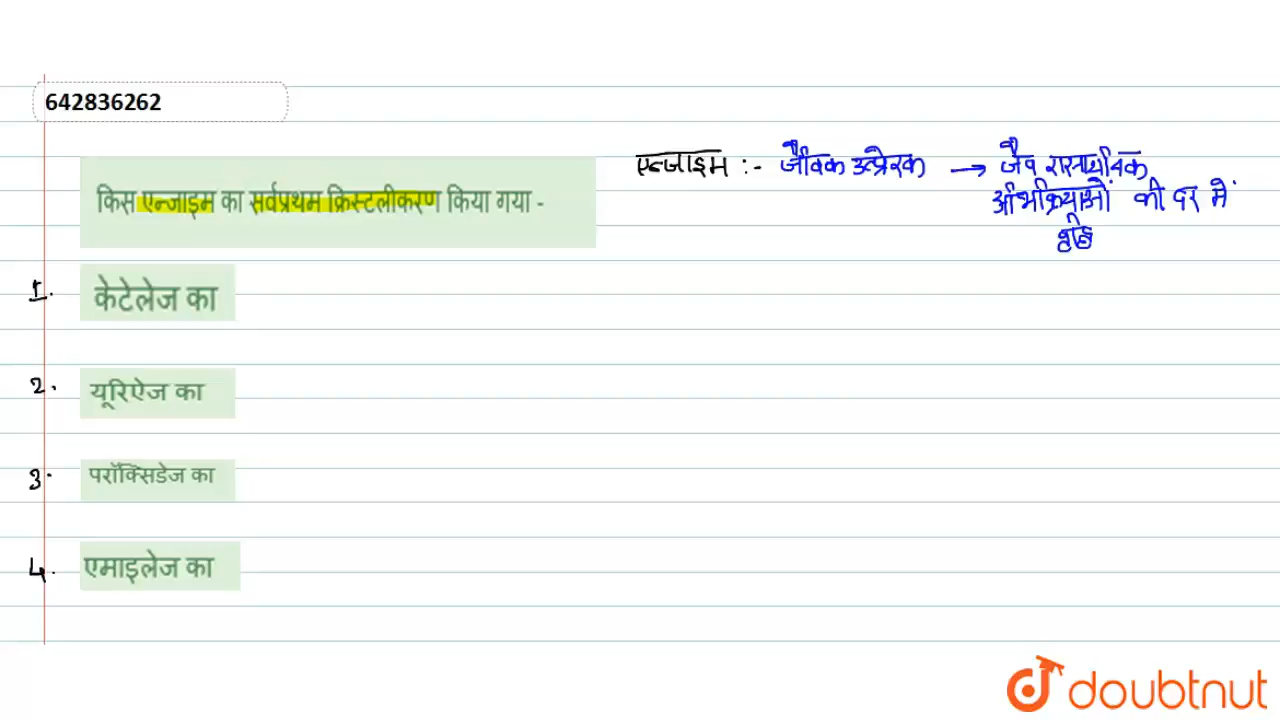 642836262
किस एन्जाइम का सर्वप्रथम क्रिस्टलीकरण किया गया -
एन्जाइम :- जैविक उत्प्रेरक → जैव रासायनिक
अभिक्रियाओं की दर में
वृद्धि
1. केटेलेज का
2. यूरिऐज का
3. परॉक्सिडेज का
4. एमाइलेज का
doubtnut